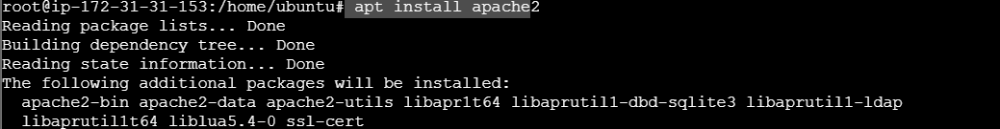 root@ip-172-31-31-153:/home/ubuntu# apt install apache2
Reading package lists... Done
Building dependency tree... Done
Reading state information... Done
The following additional packages will be installed:
  apache2-bin apache2-data apache2-utils libapr1t64 libaprutil1-dbd-sqlite3 libaprutil1-ldap
  libaprutil1t64 liblua5.4-0 ssl-cert